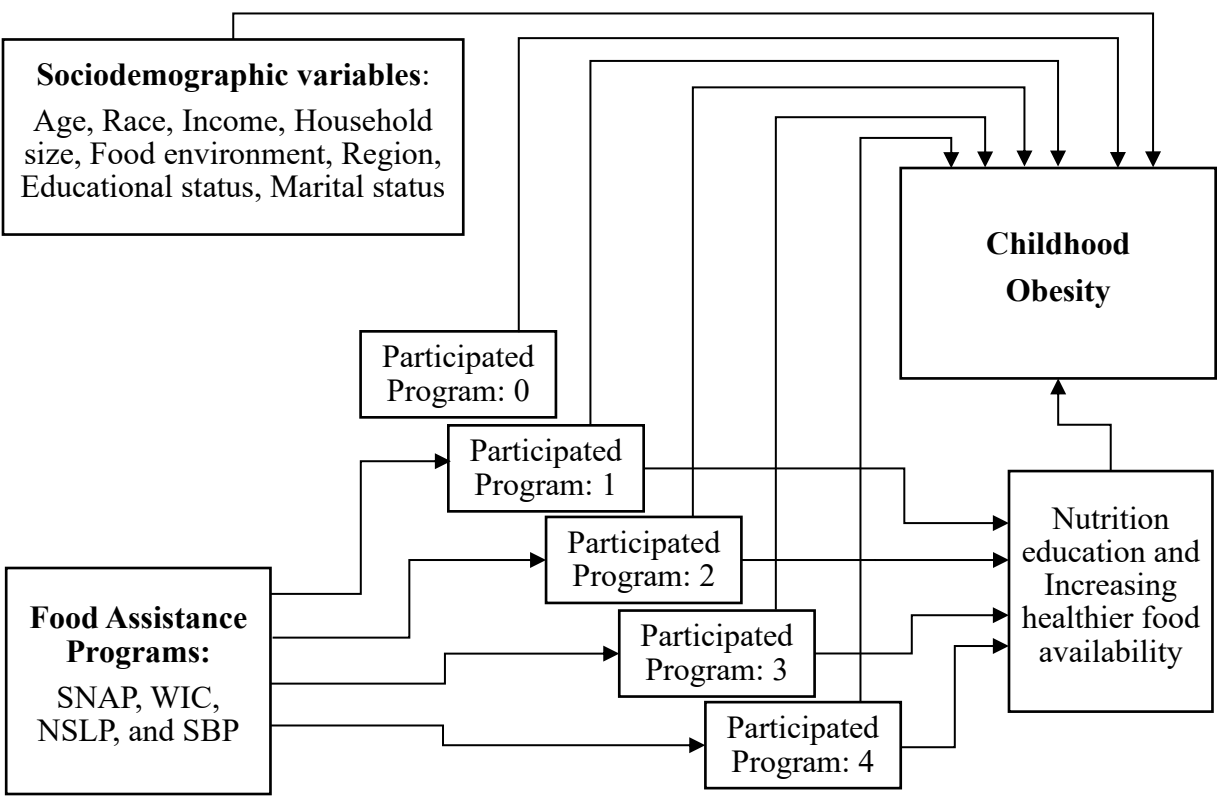 Sociodemographic variables:
Age, Race, Income, Household
size, Food environment, Region,
Educational status, Marital status
Childhood
Obesity
Participated
Program: 0
Participated
Program: 1
Participated
Program: 2
Participated
Program: 3
Participated
Program: 4
Food Assistance
Programs:
SNAP, WIC,
NSLP, and SBP
Nutrition
education and
Increasing
healthier food
availability